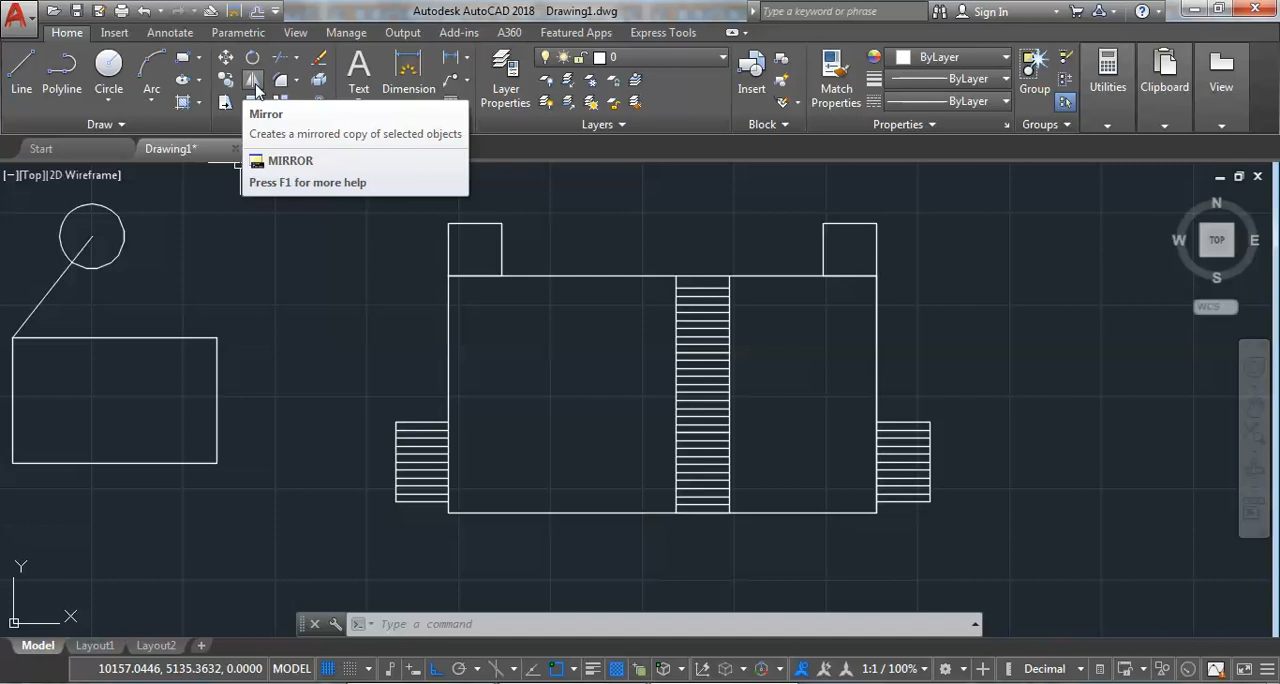 Autodesk AutoCAD 2018 Drawing1.dwg
Type a keyword or phrase
Sign In
Home Insert Annotate Parametric View Manage Output Add-ins A360 Featured Apps Express Tools
Line Polyline Circle Arc
Text Dimension
Layer Properties
0
Insert
Match Properties
ByLayer
ByLayer
ByLayer
Group
Utilities Clipboard View
Draw Layers Block Properties Groups
Mirror
Creates a mirrored copy of selected objects
MIRROR
Press F1 for more help
Start Drawing1*
[−][Top][2D Wireframe]
N
W TOP E
S
WCS
Y
X
Type a command
Model Layout1 Layout2 +
10157.0446, 5135.3632, 0.0000 MODEL 1:1 / 100% Decimal